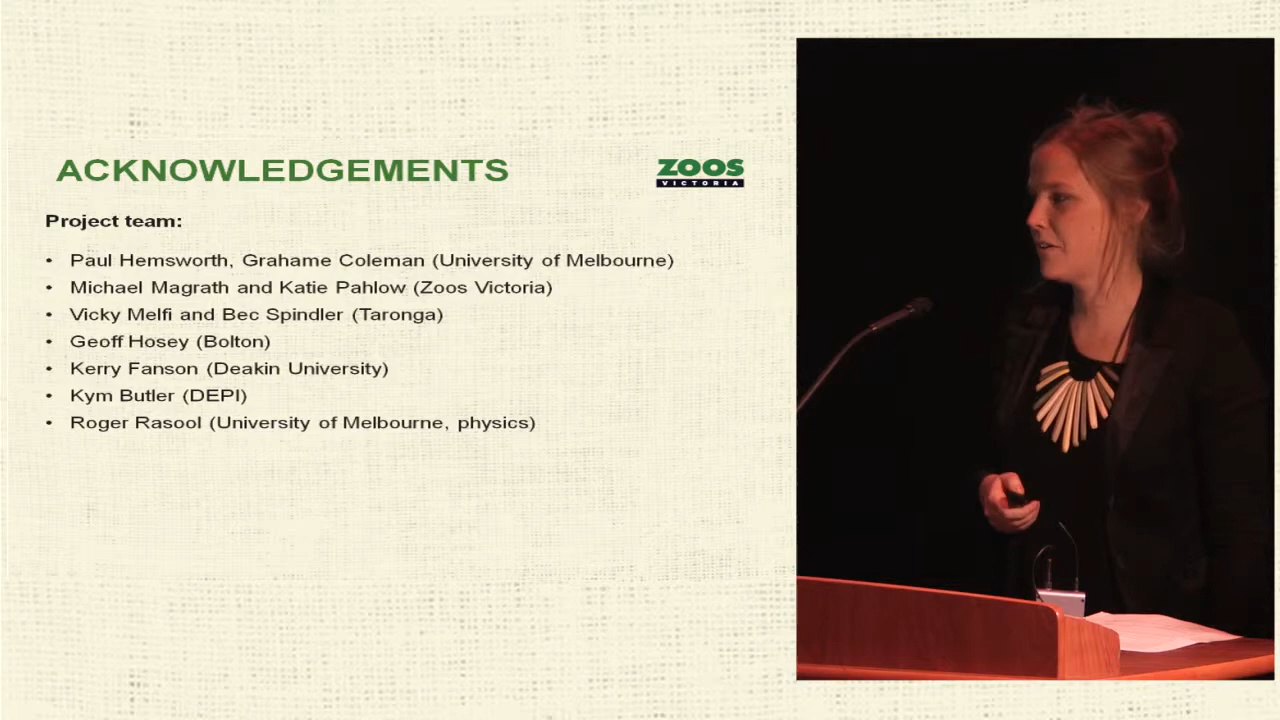 ACKNOWLEDGEMENTS
ZOOS
VICTORIA
Project team:
• Paul Hemsworth, Grahame Coleman (University of Melbourne)
• Michael Magrath and Katie Pahlow (Zoos Victoria)
• Vicky Melfi and Bec Spindler (Taronga)
• Geoff Hosey (Bolton)
• Kerry Fanson (Deakin University)
• Kym Butler (DEPI)
• Roger Rasool (University of Melbourne, physics)